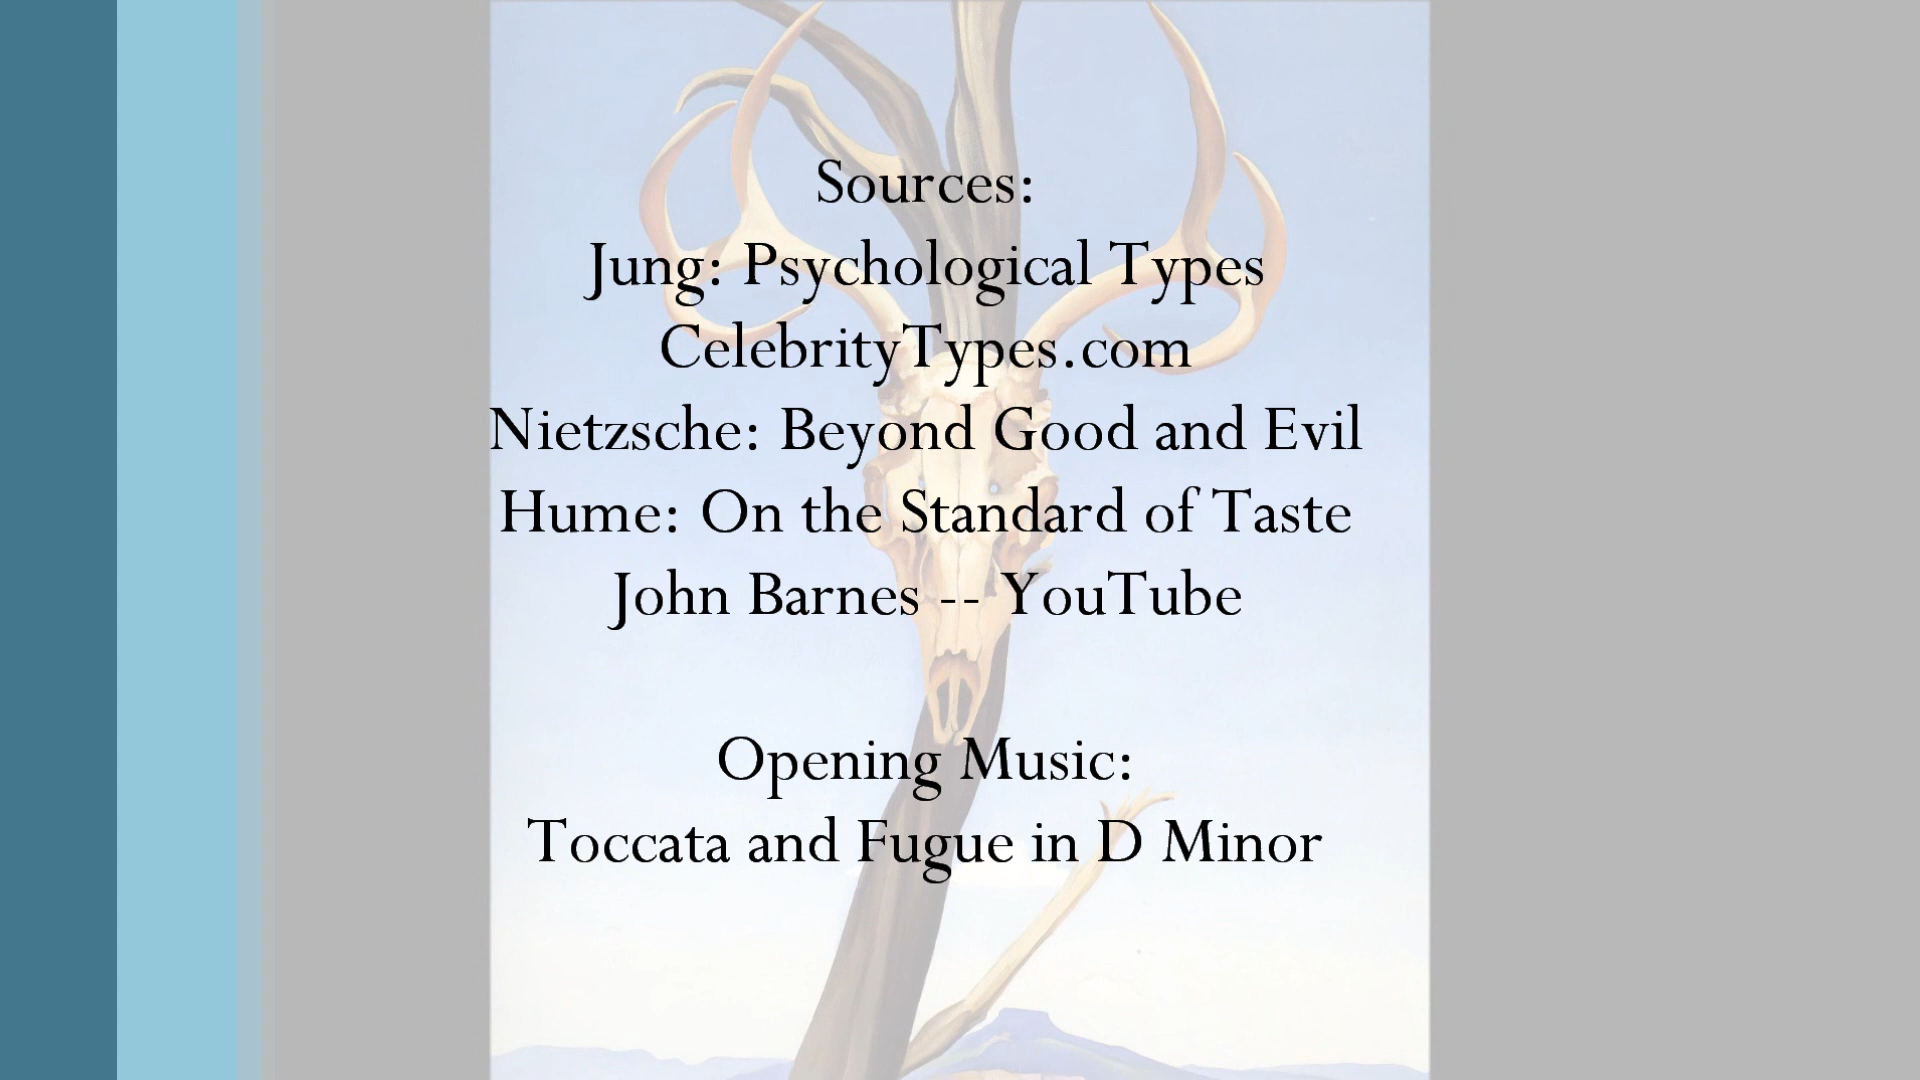 Sources:
Jung: Psychological Types
CelebrityTypes.com
Nietzsche: Beyond Good and Evil
Hume: On the Standard of Taste
John Barnes -- YouTube
Opening Music:
Toccata and Fugue in D Minor